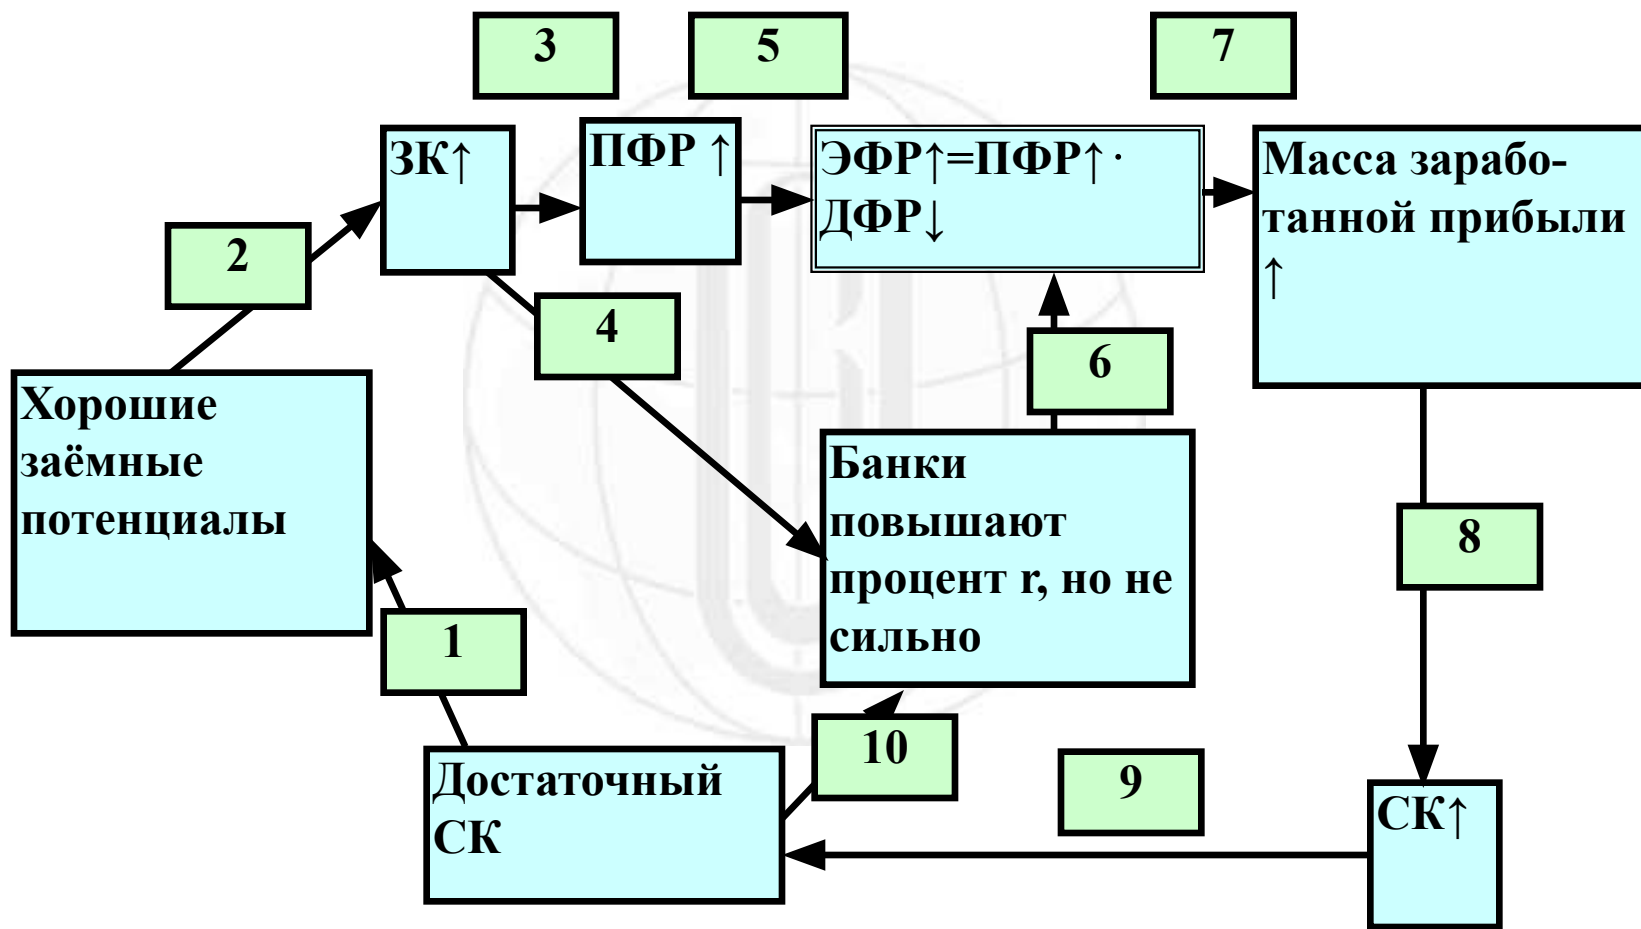 3
5
7
ЗК↑
ПФР ↑
ЭФР↑=ПФР↑ ·
ДФР↓
Масса зарабо-
танной прибыли
↑
2
4
6
Хорошие
заёмные
потенциалы
Банки
повышают
процент r, но не
сильно
8
1
10
9
Достаточный
СК
СК↑